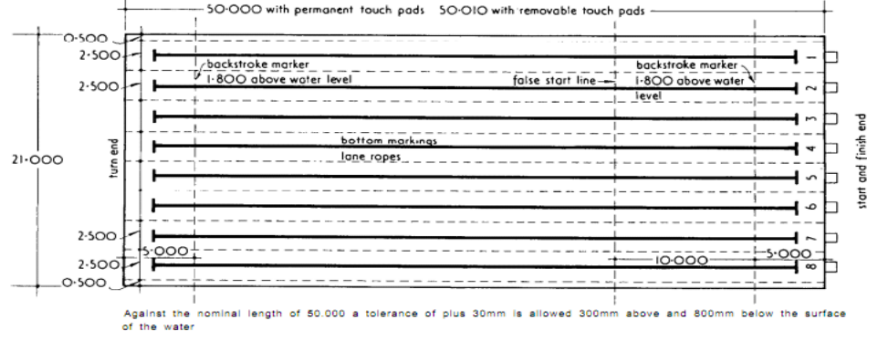 50·000 with permanent touch pads   50·010 with removable touch pads
0·500
2·500
2·500
21·000
2·500
2·500
0·500
turn end
backstroke marker
1·800 above water level
false start line
backstroke marker
1·800 above water
level
bottom markings
lane ropes
5·000
10·000
5·000
1
2
3
4
5
6
7
8
start and finish end
Against the nominal length of 50.000 a tolerance of plus 30mm is allowed 300mm above and 800mm below the surface
of the water